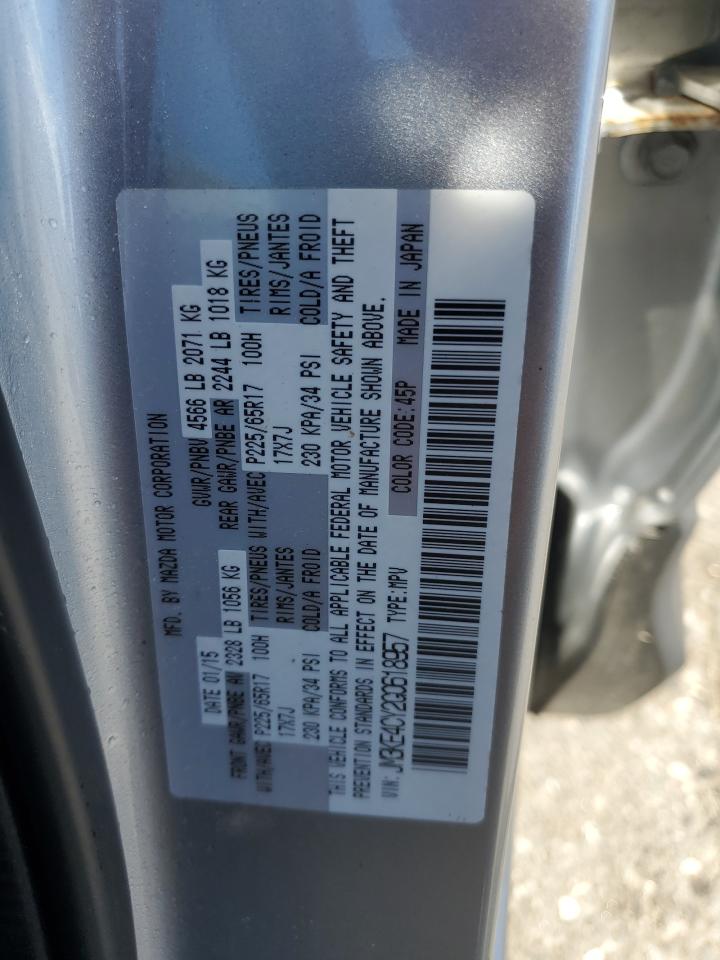 MFD. BY MAZDA MOTOR CORPORATION
DATE 01/15 GVWR/PNBV 4566 LB 2071 KG
FRONT GAWR/PNBE AV 2328 LB 1056 KG REAR GAWR/PNBE AR 2244 LB 1018 KG
WITH/AVEC P225/65R17 100H TIRES/PNEUS WITH/AVEC P225/65R17 100H TIRES/PNEUS
17X7J RIMS/JANTES 17X7J RIMS/JANTES
230 KPA/34 PSI COLD/A FROID 230 KPA/34 PSI COLD/A FROID
THIS VEHICLE CONFORMS TO ALL APPLICABLE FEDERAL MOTOR VEHICLE SAFETY AND THEFT
PREVENTION STANDARDS IN EFFECT ON THE DATE OF MANUFACTURE SHOWN ABOVE.
VIN: JM3KE4CY2G0618957 TYPE:MPV COLOR CODE:45P MADE IN JAPAN